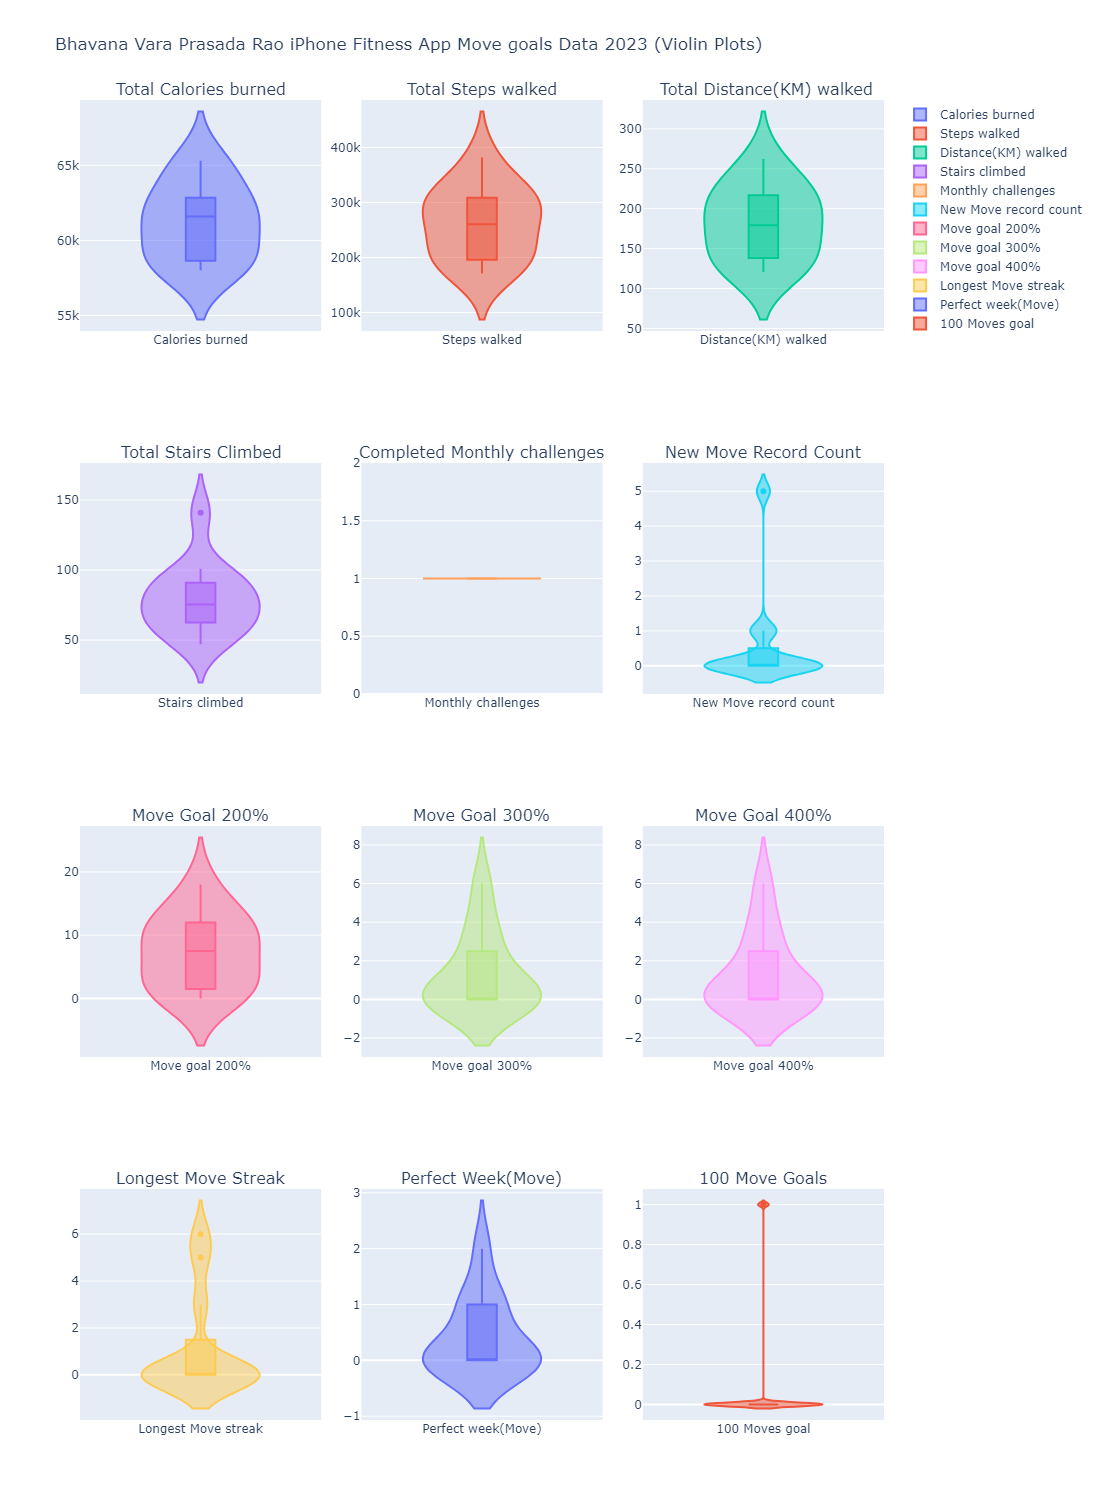 Bhavana Vara Prasada Rao iPhone Fitness App Move goals Data 2023 (Violin Plots)
Total Calories burned
65k
60k
55k
Calories burned
Total Steps walked
400k
300k
200k
100k
Steps walked
Total Distance(KM) walked
300
250
200
150
100
50
Distance(KM) walked
Calories burned
Steps walked
Distance(KM) walked
Stairs climbed
Monthly challenges
New Move record count
Move goal 200%
Move goal 300%
Move goal 400%
Longest Move streak
Perfect week(Move)
100 Moves goal
Total Stairs Climbed
150
100
50
Stairs climbed
Completed Monthly challenges
2
1.5
1
0.5
0
Monthly challenges
New Move Record Count
5
4
3
2
1
0
New Move record count
Move Goal 200%
20
10
0
Move goal 200%
Move Goal 300%
8
6
4
2
0
−2
Move goal 300%
Move Goal 400%
8
6
4
2
0
−2
Move goal 400%
Longest Move Streak
6
4
2
0
Longest Move streak
Perfect Week(Move)
3
2
1
0
−1
Perfect week(Move)
100 Move Goals
1
0.8
0.6
0.4
0.2
0
100 Moves goal